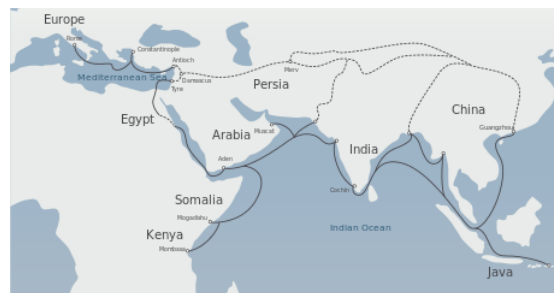 Europe
Rome
Constantinople
Antioch
Mediterranean Sea
Damascus
Tyre
Merv
Persia
China
Egypt
Guangzhou
Arabia
Muscat
India
Aden
Cochin
Somalia
Mogadishu
Indian Ocean
Kenya
Mombasa
Java